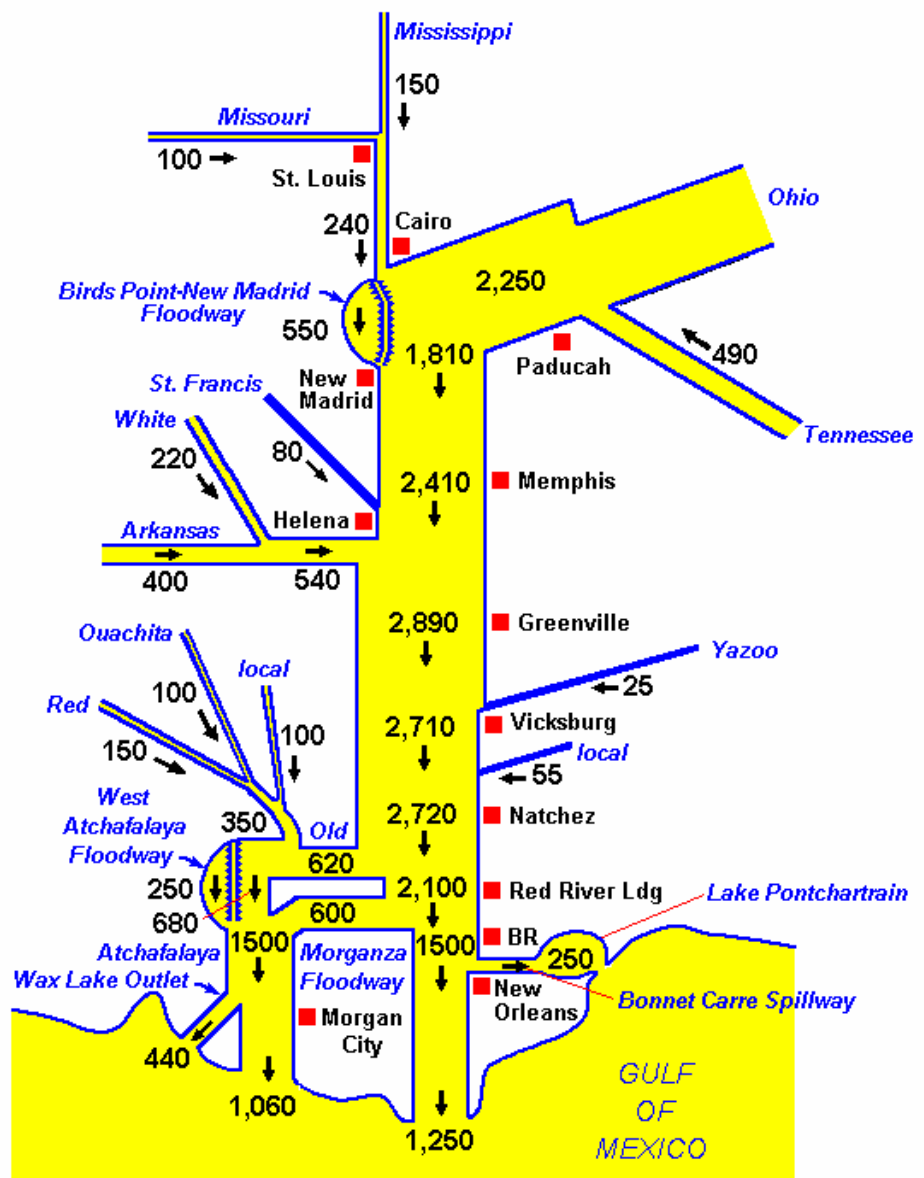 Mississippi
150
Missouri
100
St. Louis
Ohio
240
Cairo
2,250
Birds Point-New Madrid
Floodway
550
1,810
490
Paducah
New
Madrid
St. Francis
White
Tennessee
220
80
2,410
Memphis
Helena
Arkansas
400
540
2,890
Greenville
Ouachita
local
Yazoo
25
Red
100
2,710
Vicksburg
150
100
local
55
West
Atchafalaya
Floodway
350
Old
2,720
Natchez
620
250
2,100
Red River Ldg
Lake Pontchartrain
680
600
BR
Atchafalaya
1500
Morganza
Floodway
1500
250
Wax Lake Outlet
New
Orleans
Bonnet Carre Spillway
Morgan
City
440
1,060
1,250
GULF
OF
MEXICO